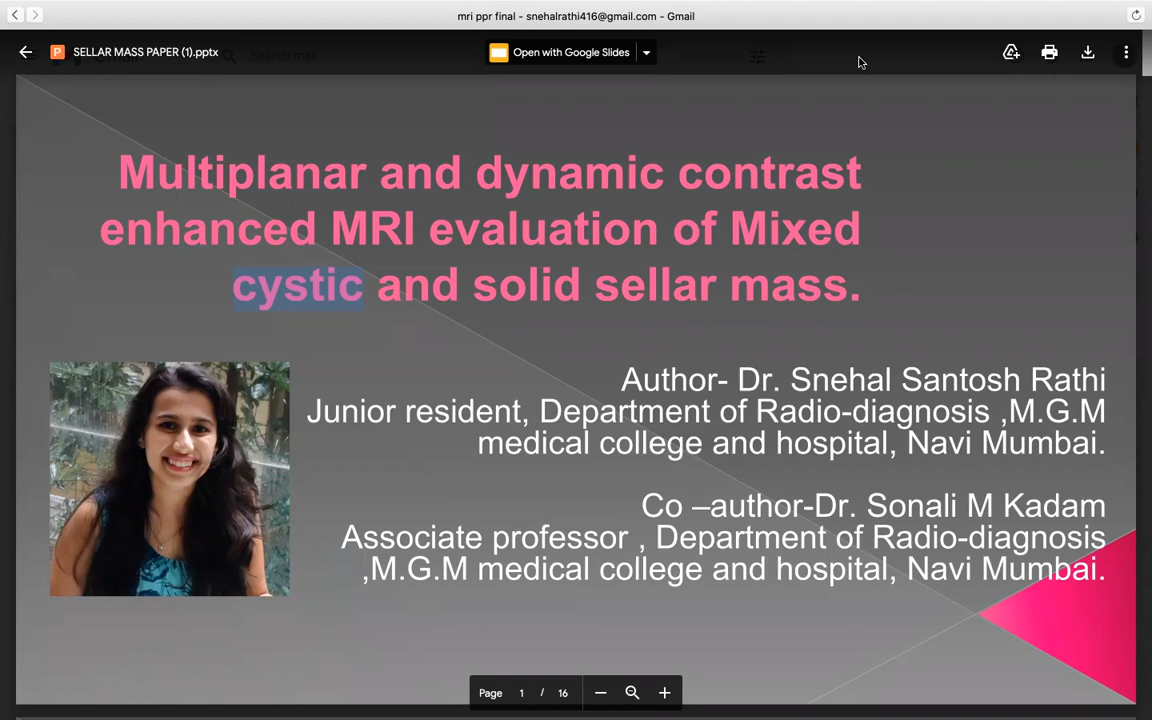 mri ppr final - snehalrathi416@gmail.com - Gmail
P SELLAR MASS PAPER (1).pptx
Search mail
Open with Google Slides
Multiplanar and dynamic contrast
enhanced MRI evaluation of Mixed
cystic and solid sellar mass.
Author- Dr. Snehal Santosh Rathi
Junior resident, Department of Radio-diagnosis ,M.G.M
medical college and hospital, Navi Mumbai.
Co –author-Dr. Sonali M Kadam
Associate professor , Department of Radio-diagnosis
,M.G.M medical college and hospital, Navi Mumbai.
Page 1 / 16